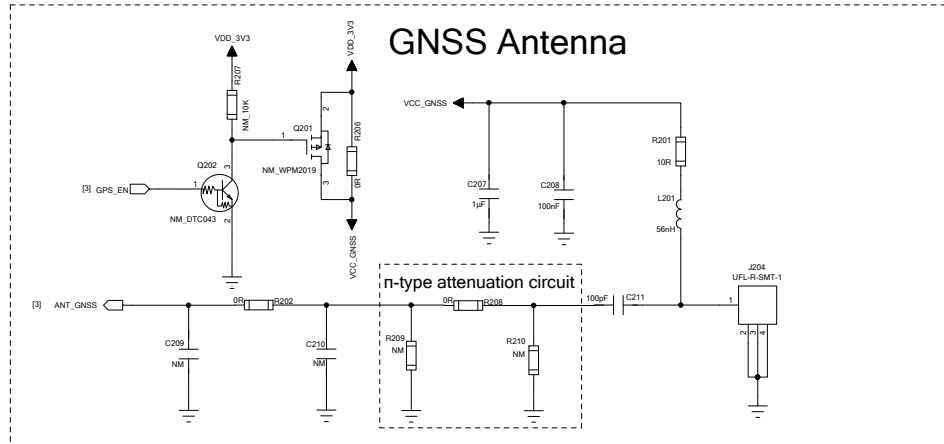 GNSS Antenna
VDD_3V3
VDD_3V3
R207
NM_10K
Q201
1
2
3
NM_WPM2019
R206
0R
VCC_GNSS
Q202
3
1
2
[3] GPS_EN
NM_DTC043
VCC_GNSS
C207
1µF
C208
100nF
R201
10R
L201
56nH
J204
UFL-R-SMT-1
1
2
3
4
π-type attenuation circuit
[3] ANT_GNSS
0R
R202
0R
R208
100pF
C211
C209
NM
C210
NM
R209
NM
R210
NM